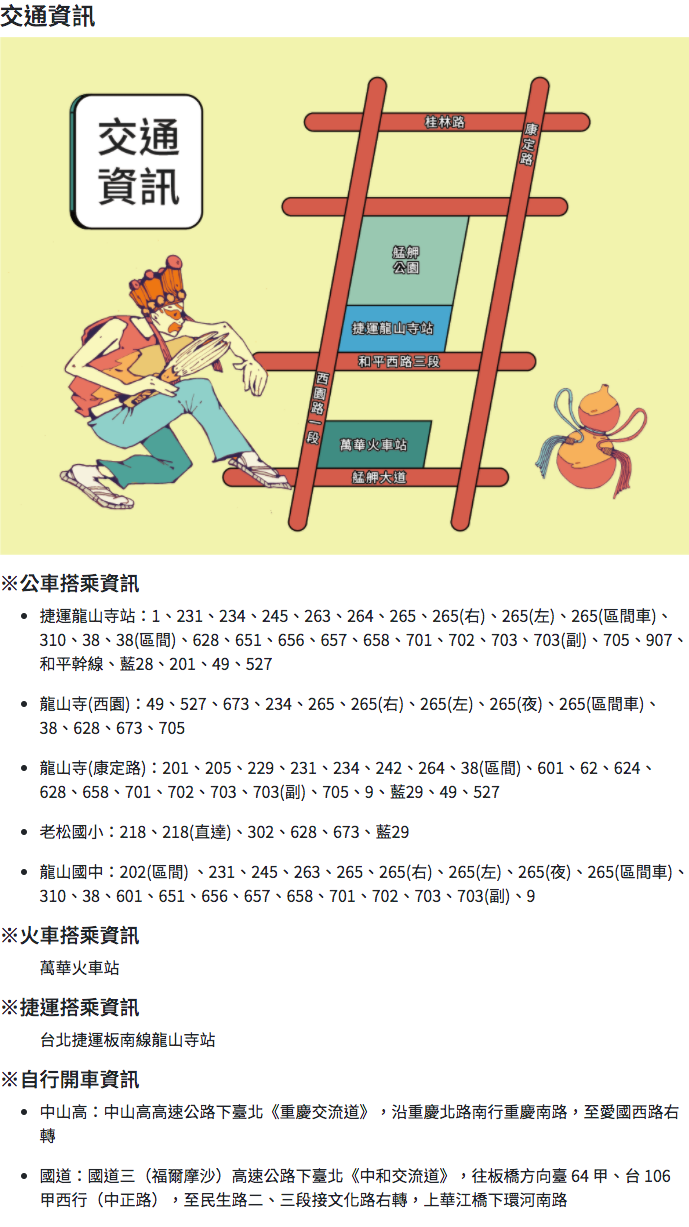 交通資訊
交通
資訊
桂林路
康定路
艋舺
公園
捷運龍山寺站
和平西路三段
西園路一段
萬華火車站
艋舺大道
※公車搭乘資訊
• 捷運龍山寺站：1、231、234、245、263、264、265、265(右)、265(左)、265(區間車)、
310、38、38(區間)、628、651、656、657、658、701、702、703、703(副)、705、907、
和平幹線、藍28、201、49、527
• 龍山寺(西園)：49、527、673、234、265、265(右)、265(左)、265(夜)、265(區間車)、
38、628、673、705
• 龍山寺(康定路)：201、205、229、231、234、242、264、38(區間)、601、62、624、
628、658、701、702、703、703(副)、705、9、藍29、49、527
• 老松國小：218、218(直達)、302、628、673、藍29
• 龍山國中：202(區間) 、231、245、263、265、265(右)、265(左)、265(夜)、265(區間車)、
310、38、601、651、656、657、658、701、702、703、703(副)、9
※火車搭乘資訊
萬華火車站
※捷運搭乘資訊
台北捷運板南線龍山寺站
※自行開車資訊
• 中山高：中山高高速公路下臺北《重慶交流道》，沿重慶北路南行重慶南路，至愛國西路右
轉
• 國道：國道三（福爾摩沙）高速公路下臺北《中和交流道》，往板橋方向臺 64 甲、台 106
甲西行（中正路），至民生路二、三段接文化路右轉，上華江橋下環河南路